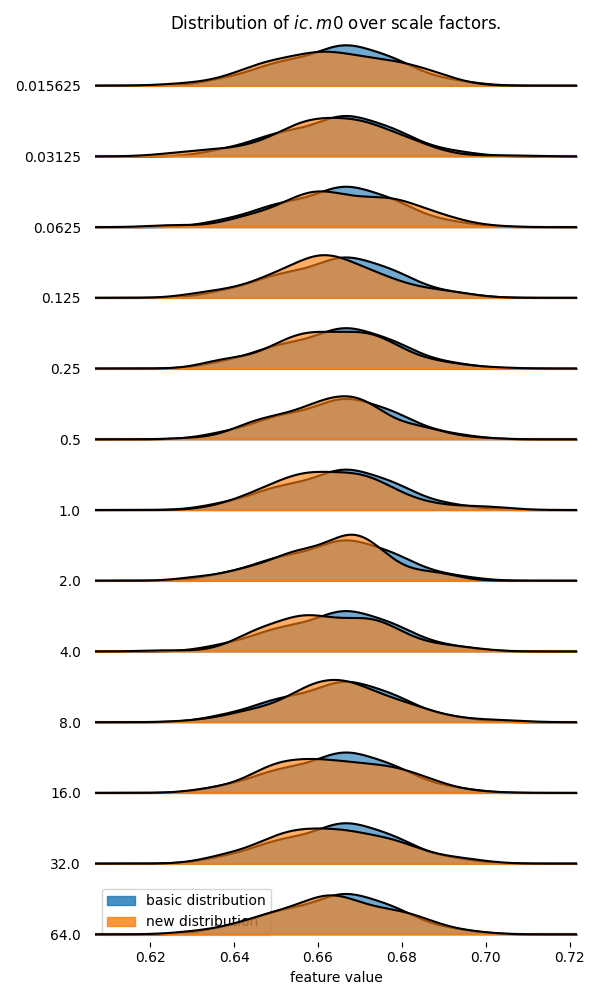 Distribution of ic.m0 over scale factors.
0.015625
0.03125
0.0625
0.125
0.25
0.5
1.0
2.0
4.0
8.0
16.0
32.0
64.0
basic distribution
new distribution
0.62 0.64 0.66 0.68 0.70 0.72
feature value